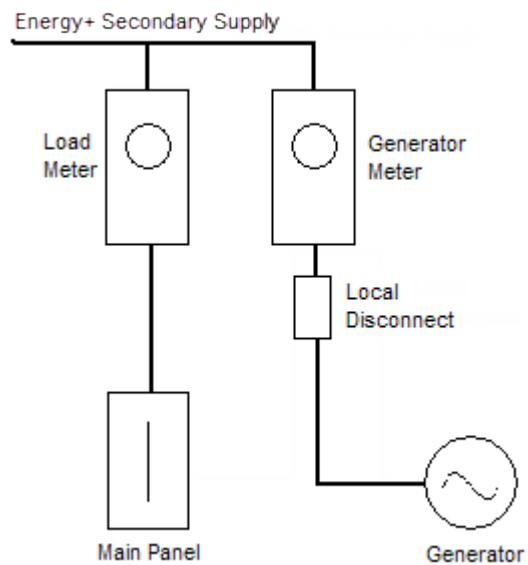 Energy+ Secondary Supply
Load
Meter
Generator
Meter
Local
Disconnect
Main Panel
Generator